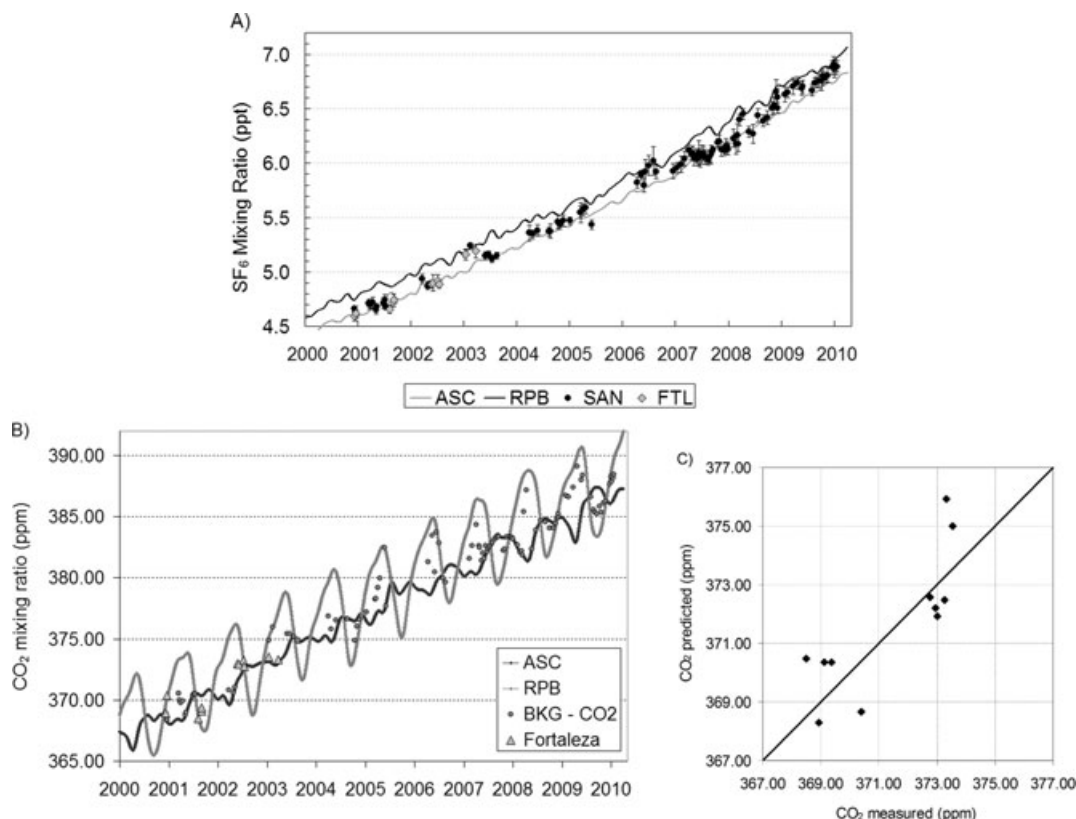 A)
SF6 Mixing Ratio (ppt)
7.0
6.5
6.0
5.5
5.0
4.5
2000 2001 2002 2003 2004 2005 2006 2007 2008 2009 2010
ASC RPB SAN FTL
B)
CO2 mixing ratio (ppm)
390.00
385.00
380.00
375.00
370.00
365.00
2000 2001 2002 2003 2004 2005 2006 2007 2008 2009 2010
ASC
RPB
BKG - CO2
Fortaleza
C)
CO2 predicted (ppm)
377.00
375.00
373.00
371.00
369.00
367.00
367.00 369.00 371.00 373.00 375.00 377.00
CO2 measured (ppm)